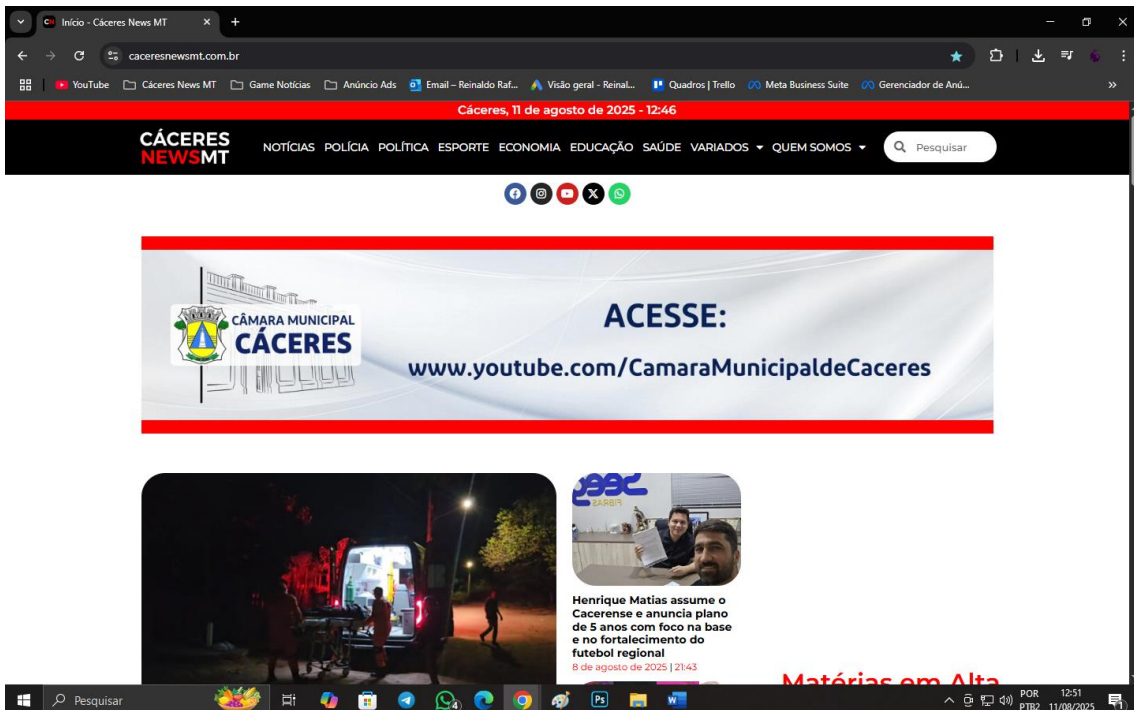 Início - Cáceres News MT
caceresnewsmt.com.br
YouTube Cáceres News MT Game Notícias Anúncio Ads Email – Reinaldo Raf... Visão geral - Reinal... Quadros | Trello Meta Business Suite Gerenciador de Anú...
Cáceres, 11 de agosto de 2025 - 12:46
CÁCERES
NEWSMT
NOTÍCIAS POLÍCIA POLÍTICA ESPORTE ECONOMIA EDUCAÇÃO SAÚDE VARIADOS QUEM SOMOS Pesquisar
CÂMARA MUNICIPAL
CÁCERES
ACESSE:
www.youtube.com/CamaraMunicipaldeCaceres
FIBRAS
Henrique Matias assume o
Cacerense e anuncia plano
de 5 anos com foco na base
e no fortalecimento do
futebol regional
8 de agosto de 2025 | 21:43
Matérias em Alta
Pesquisar
Ps
POR 12:51
PTB2 11/08/2025